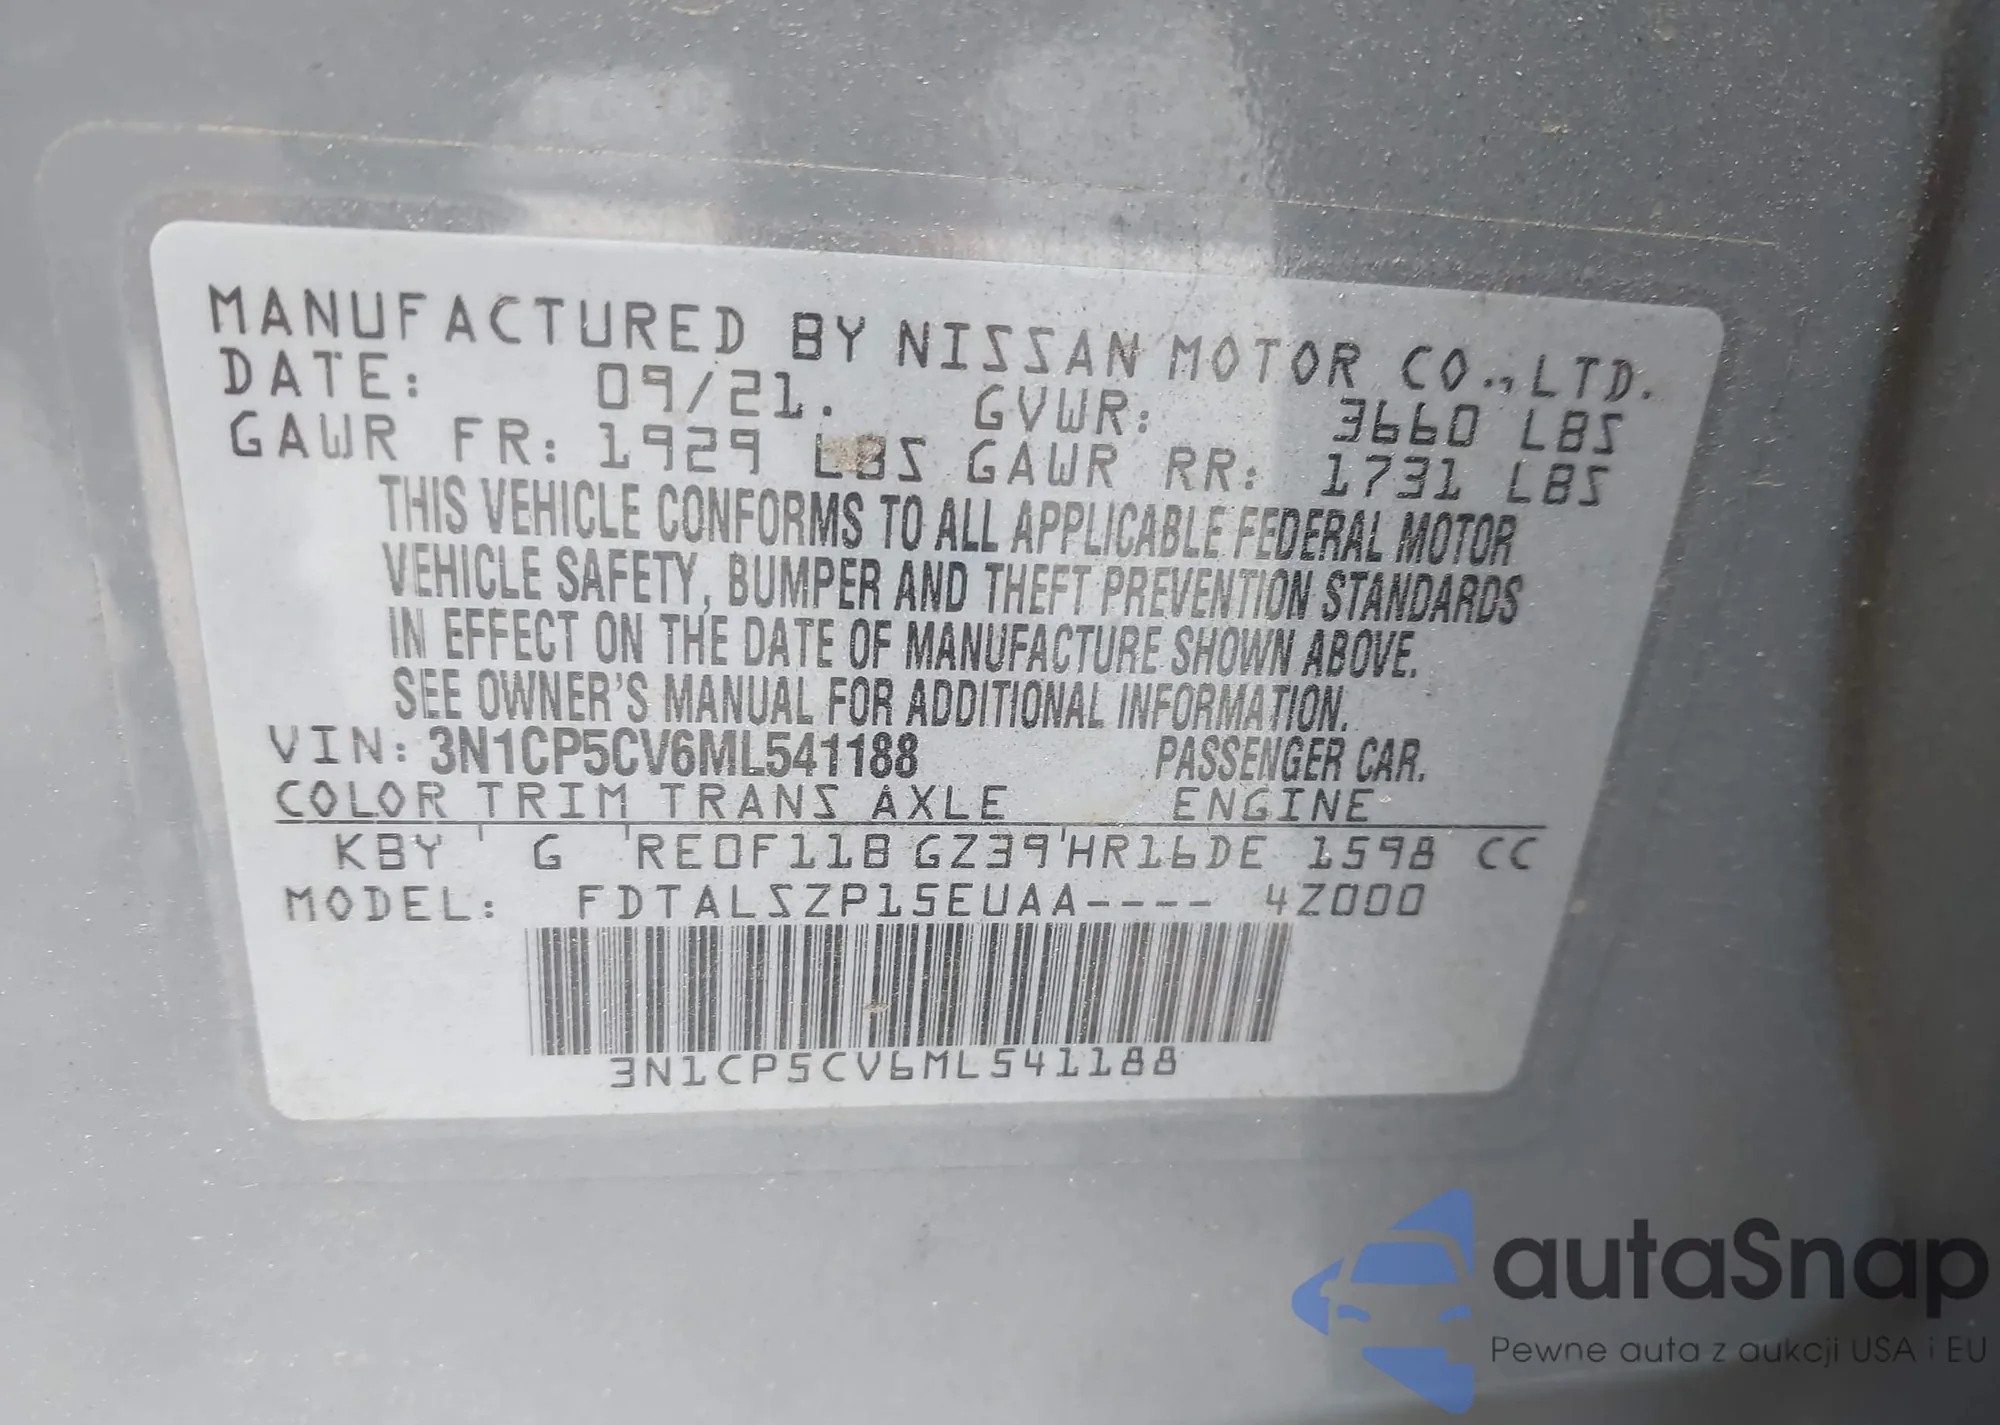 MANUFACTURED BY NISSAN MOTOR CO.,LTD.
DATE: 09/21. GVWR: 3660 LBS
GAWR FR: 1929 LBS GAWR RR: 1731 LBS
THIS VEHICLE CONFORMS TO ALL APPLICABLE FEDERAL MOTOR
VEHICLE SAFETY, BUMPER AND THEFT PREVENTION STANDARDS
IN EFFECT ON THE DATE OF MANUFACTURE SHOWN ABOVE.
SEE OWNER'S MANUAL FOR ADDITIONAL INFORMATION.
VIN: 3N1CP5CV6ML541188 PASSENGER CAR.
COLOR TRIM TRANS AXLE ENGINE
KBY ' G 'RE0F11B GZ39'HR16DE 1598 CC
MODEL: FDTALSZP15EUAA---- 4Z000
3N1CP5CV6ML541188
autaSnap
Pewne auta z aukcji USA i EU